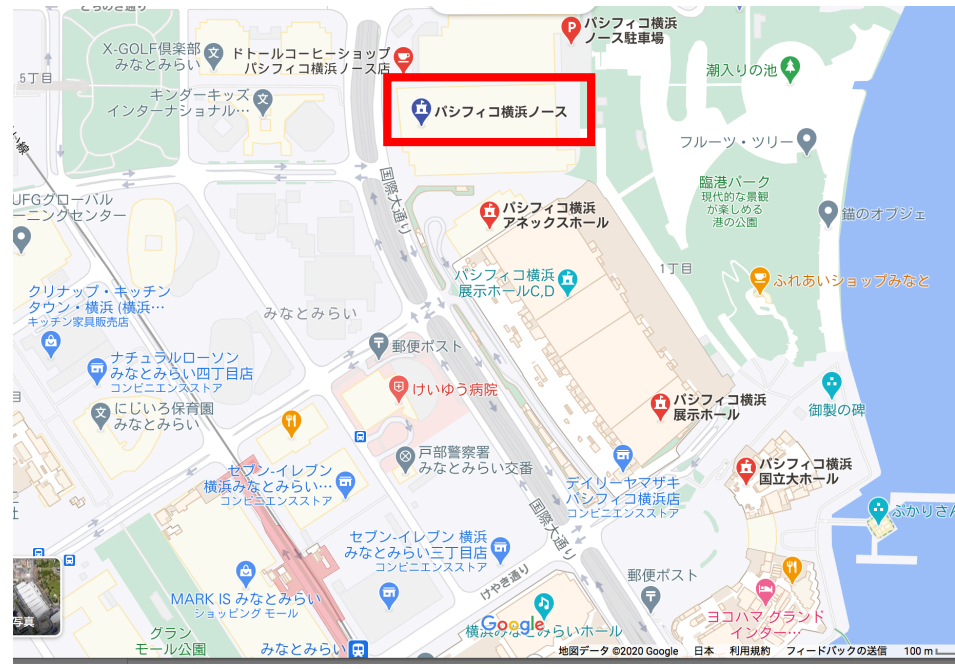 とちのき通り
X-GOLF倶楽部
みなとみらい
ドトールコーヒーショップ
パシフィコ横浜ノース店
パシフィコ横浜
ノース駐車場
5丁目
キンダーキッズ
インターナショナル…
パシフィコ横浜ノース
潮入りの池
フルーツ・ツリー
UFGグローバル
ーニングセンター
国際大通り
パシフィコ横浜
アネックスホール
臨港パーク
現代的な景観
が楽しめる
港の公園
錨のオブジェ
クリナップ・キッチン
タウン・横浜 (横浜…
キッチン家具販売店
みなとみらい
パシフィコ横浜
展示ホールC,D
1丁目
ふれあいショップみなと
ナチュラルローソン
みなとみらい四丁目店
コンビニエンスストア
郵便ポスト
けいゆう病院
パシフィコ横浜
展示ホール
御製の碑
目
にじいろ保育園
みなとみらい
戸部警察署
みなとみらい交番
セブン-イレブン
横浜みなとみらい…
コンビニエンスストア
デイリーヤマザキ
パシフィコ横浜店
コンビニエンスストア
パシフィコ横浜
国立大ホール
ぷかりさん
国際大通り
セブン-イレブン 横浜
みなとみらい三丁目店
コンビニエンスストア
けやき通り
郵便ポスト
MARK IS みなとみらい
ショッピング モール
ヨコハマ グランド
インター…
写真
グラン
モール公園
みなとみらい
Google
横浜みなとみらいホール
地図データ ©2020 Google 日本 利用規約 フィードバックの送信 100 m